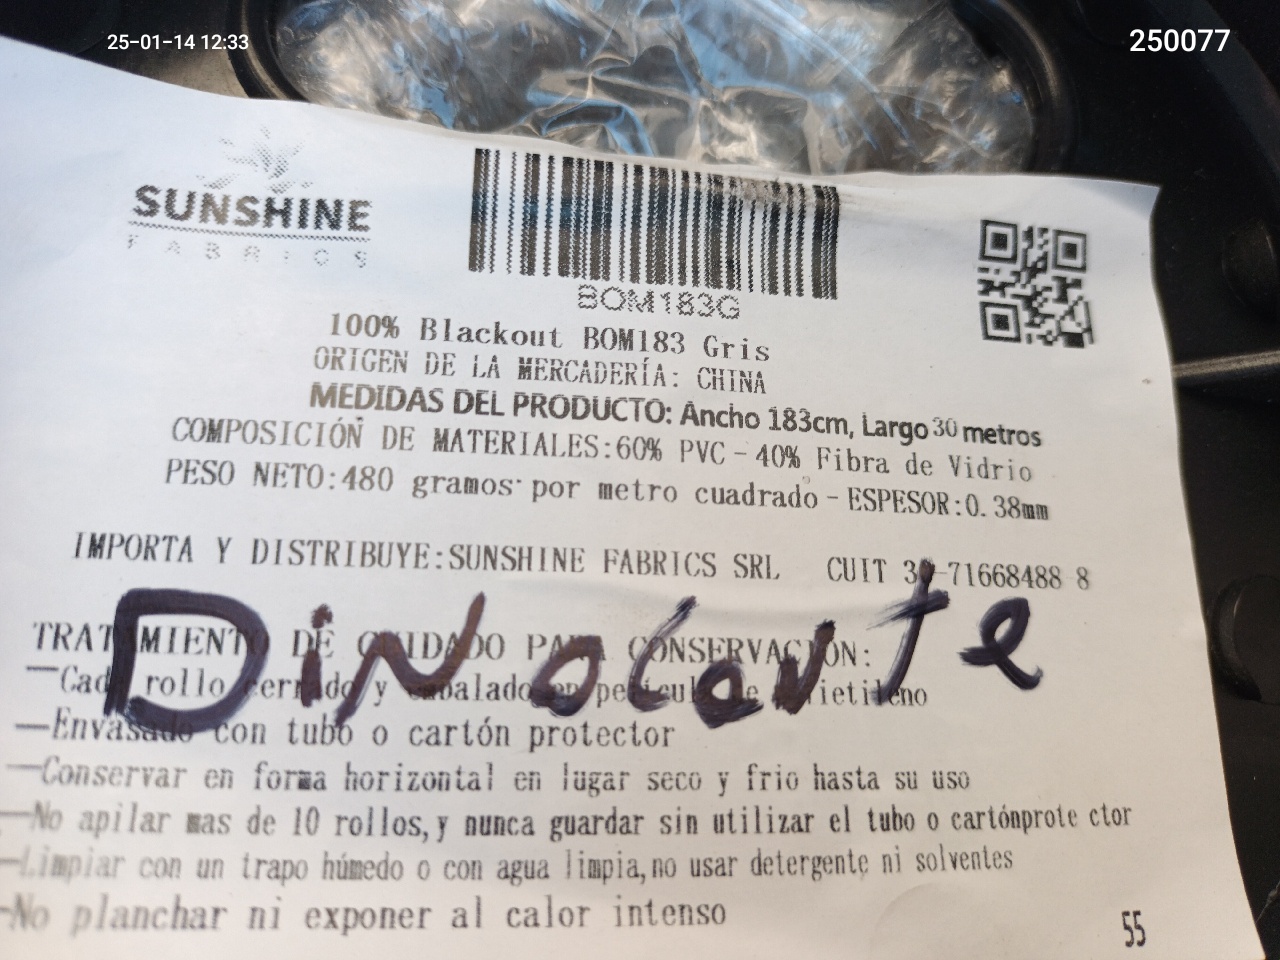 25-01-14 12:33
250077
SUNSHINE
FABRICS
BOM183G
100% Blackout BOM183 Gris
ORIGEN DE LA MERCADERÍA: CHINA
MEDIDAS DEL PRODUCTO: Ancho 183cm, Largo 30 metros
COMPOSICIÓN DE MATERIALES:60% PVC - 40% Fibra de Vidrio
PESO NETO:480 gramos por metro cuadrado - ESPESOR:0.38mm
IMPORTA Y DISTRIBUYE:SUNSHINE FABRICS SRL CUIT 30-71668488 8
TRATAMIENTO DE CUIDADO PARA CONSERVACIÓN:
—Cada rollo cerrado y embalado en película de polietileno
—Envasado con tubo o cartón protector
—Conservar en forma horizontal en lugar seco y frio hasta su uso
—No apilar mas de 10 rollos, y nunca guardar sin utilizar el tubo o cartónprote ctor
—Limpiar con un trapo húmedo o con agua limpia, no usar detergente ni solventes
-No planchar ni exponer al calor intenso
55